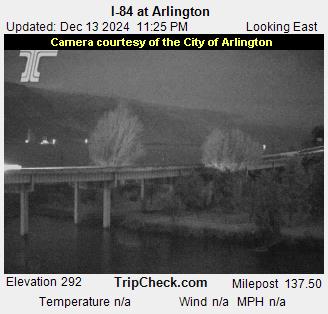 I-84 at Arlington
Updated: Dec 13 2024 11:25 PM Looking East
Camera courtesy of the City of Arlington
Elevation 292 TripCheck.com Milepost 137.50
Temperature n/a Wind n/a MPH n/a